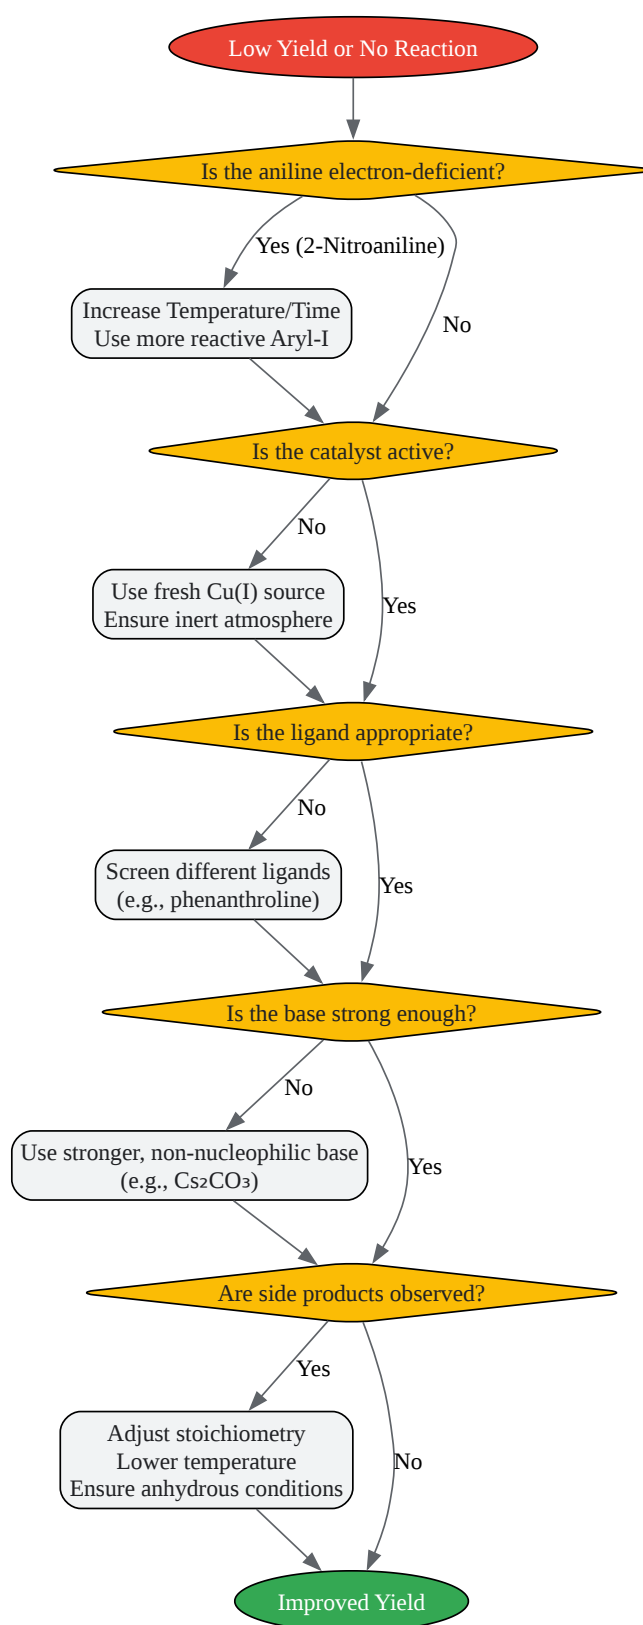 Low Yield or No Reaction
Is the aniline electron-deficient?
Yes (2-Nitroaniline)
Increase Temperature/Time
Use more reactive Aryl-I
No
Is the catalyst active?
No
Use fresh Cu(I) source
Ensure inert atmosphere
Yes
Is the ligand appropriate?
No
Screen different ligands
(e.g., phenanthroline)
Yes
Is the base strong enough?
No
Use stronger, non-nucleophilic base
(e.g., Cs₂CO₃)
Yes
Are side products observed?
Yes
Adjust stoichiometry
Lower temperature
Ensure anhydrous conditions
No
Improved Yield